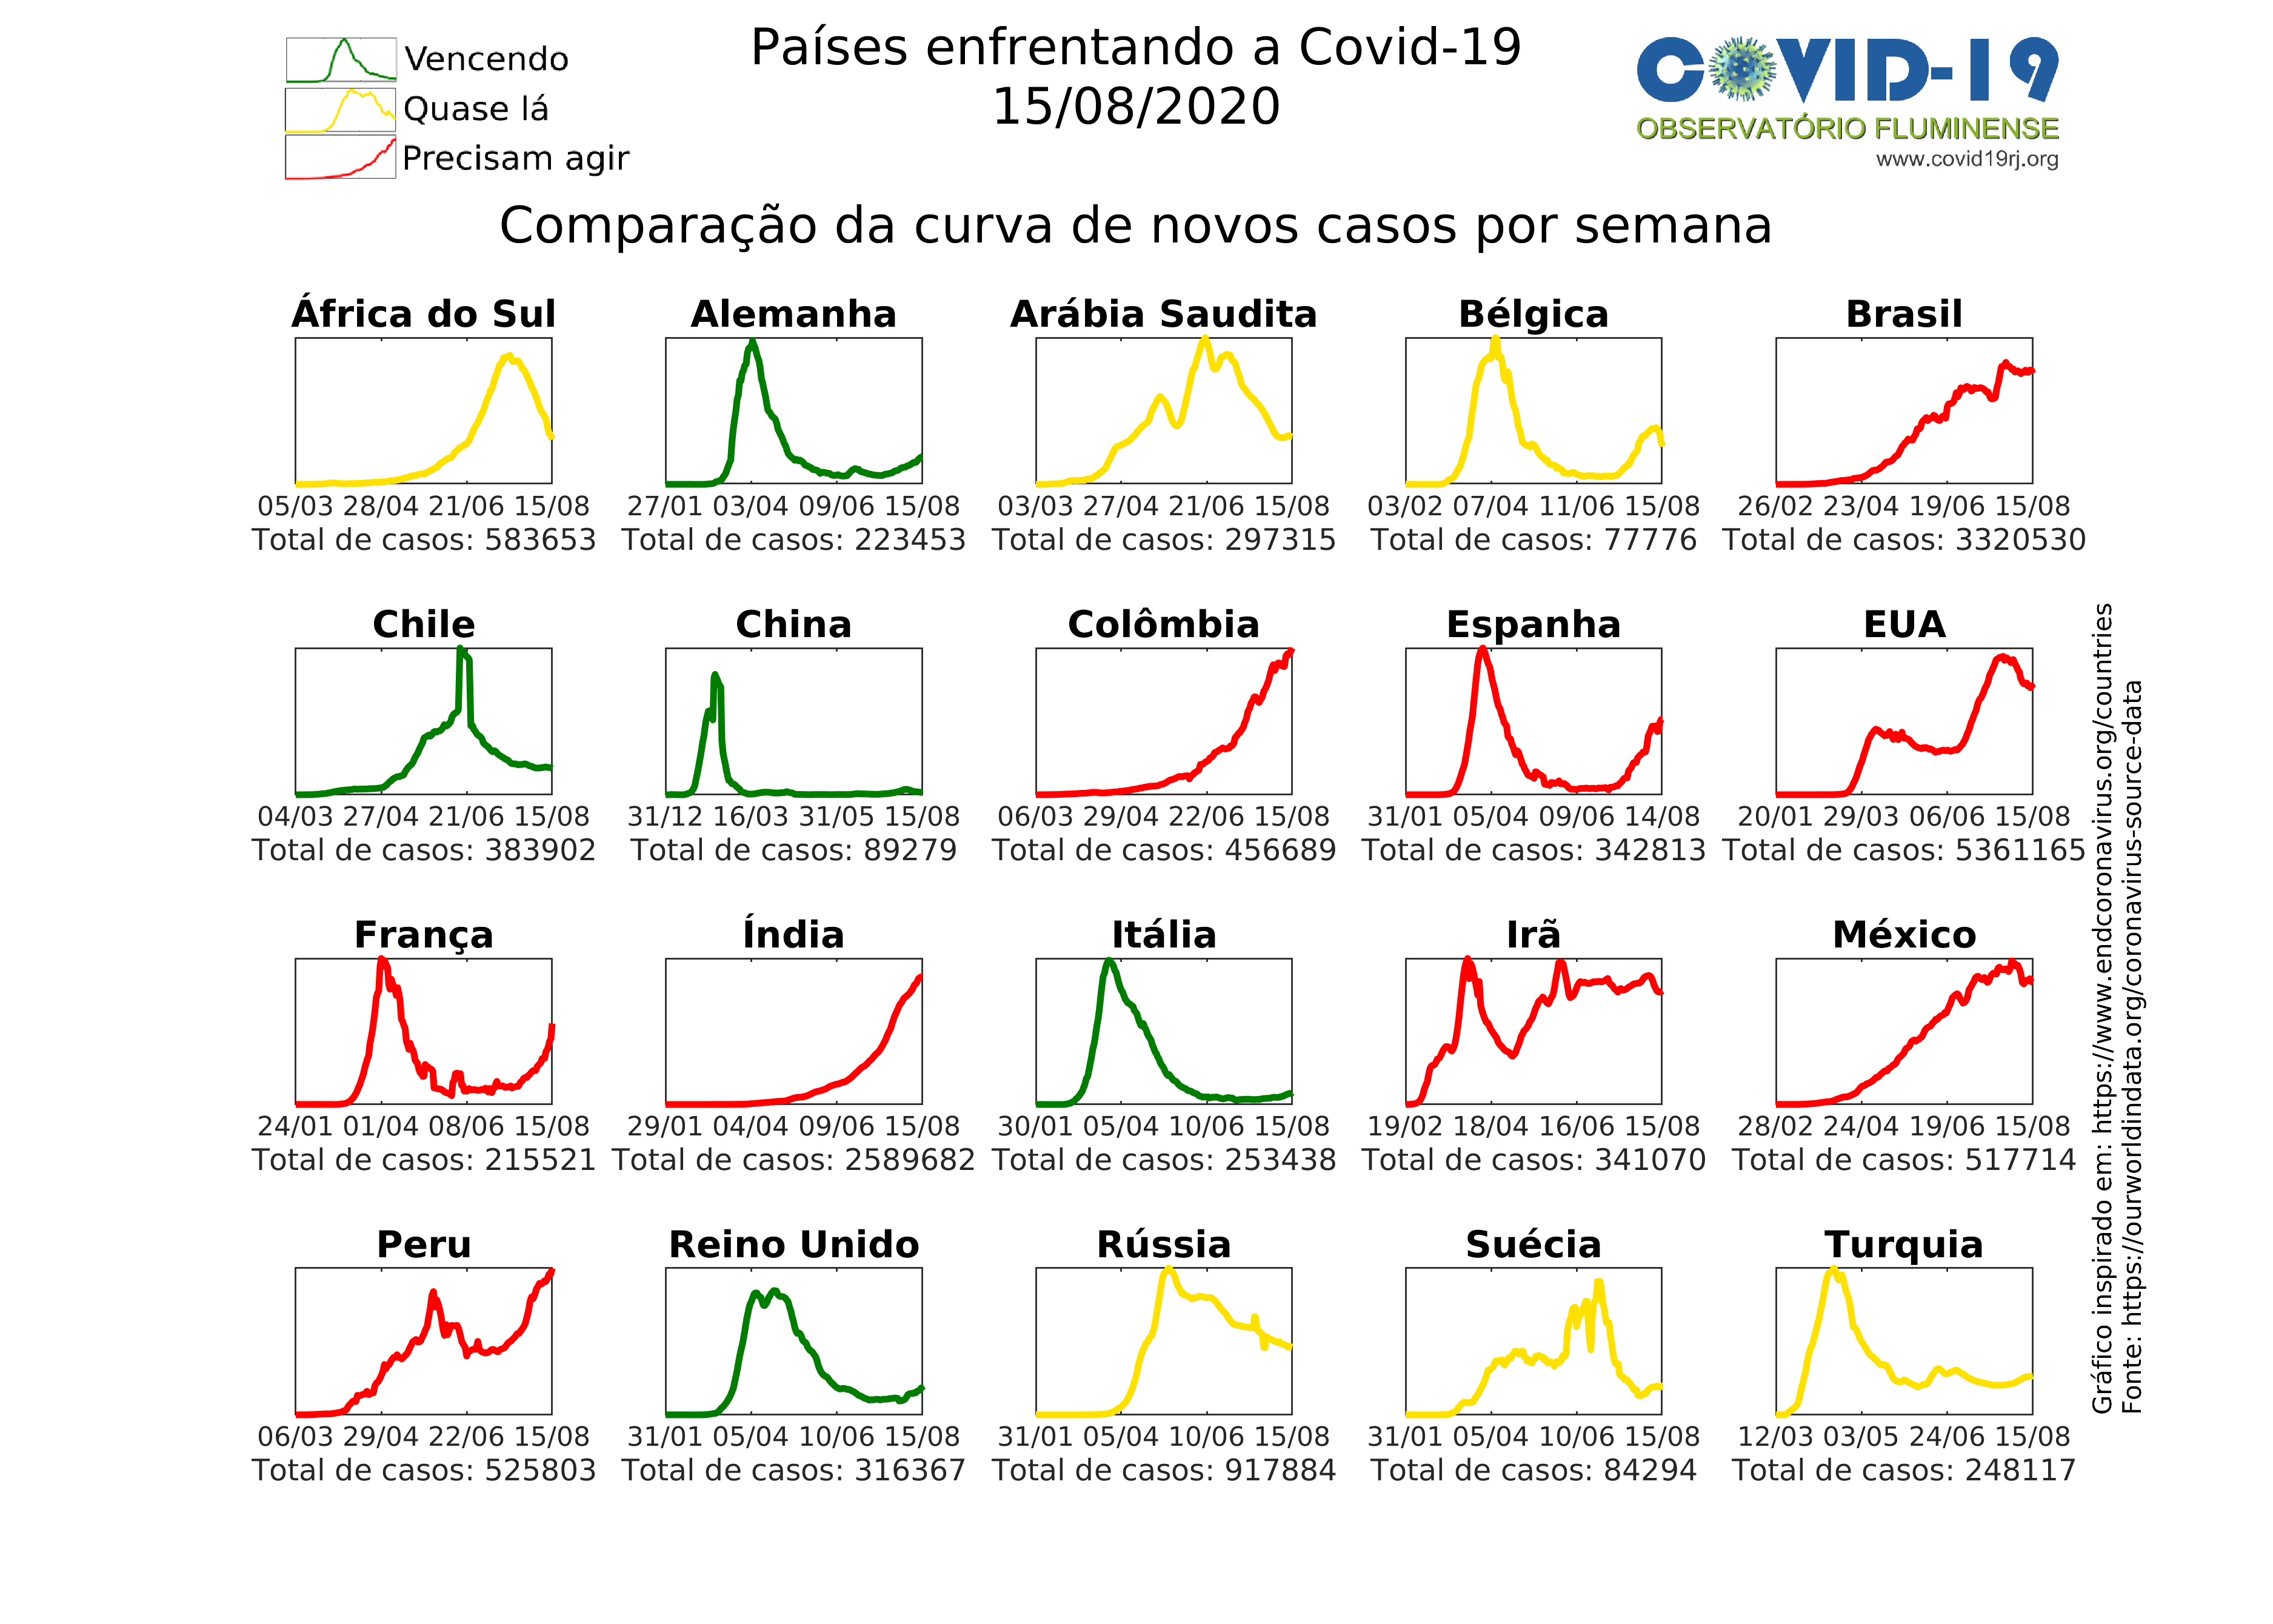 Vencendo
Quase lá
Precisam agir
Países enfrentando a Covid-19
15/08/2020
COVID-19
OBSERVATÓRIO FLUMINENSE
www.covid19rj.org
Comparação da curva de novos casos por semana
África do Sul
05/03 28/04 21/06 15/08
Total de casos: 583653
Alemanha
27/01 03/04 09/06 15/08
Total de casos: 223453
Arábia Saudita
03/03 27/04 21/06 15/08
Total de casos: 297315
Bélgica
03/02 07/04 11/06 15/08
Total de casos: 77776
Brasil
26/02 23/04 19/06 15/08
Total de casos: 3320530
Chile
04/03 27/04 21/06 15/08
Total de casos: 383902
China
31/12 16/03 31/05 15/08
Total de casos: 89279
Colômbia
06/03 29/04 22/06 15/08
Total de casos: 456689
Espanha
31/01 05/04 09/06 14/08
Total de casos: 342813
EUA
20/01 29/03 06/06 15/08
Total de casos: 5361165
França
24/01 01/04 08/06 15/08
Total de casos: 215521
Índia
29/01 04/04 09/06 15/08
Total de casos: 2589682
Itália
30/01 05/04 10/06 15/08
Total de casos: 253438
Irã
19/02 18/04 16/06 15/08
Total de casos: 341070
México
28/02 24/04 19/06 15/08
Total de casos: 517714
Peru
06/03 29/04 22/06 15/08
Total de casos: 525803
Reino Unido
31/01 05/04 10/06 15/08
Total de casos: 316367
Rússia
31/01 05/04 10/06 15/08
Total de casos: 917884
Suécia
31/01 05/04 10/06 15/08
Total de casos: 84294
Turquia
12/03 03/05 24/06 15/08
Total de casos: 248117
Gráfico inspirado em: https://www.endcoronavirus.org/countries
Fonte: https://ourworldindata.org/coronavirus-source-data